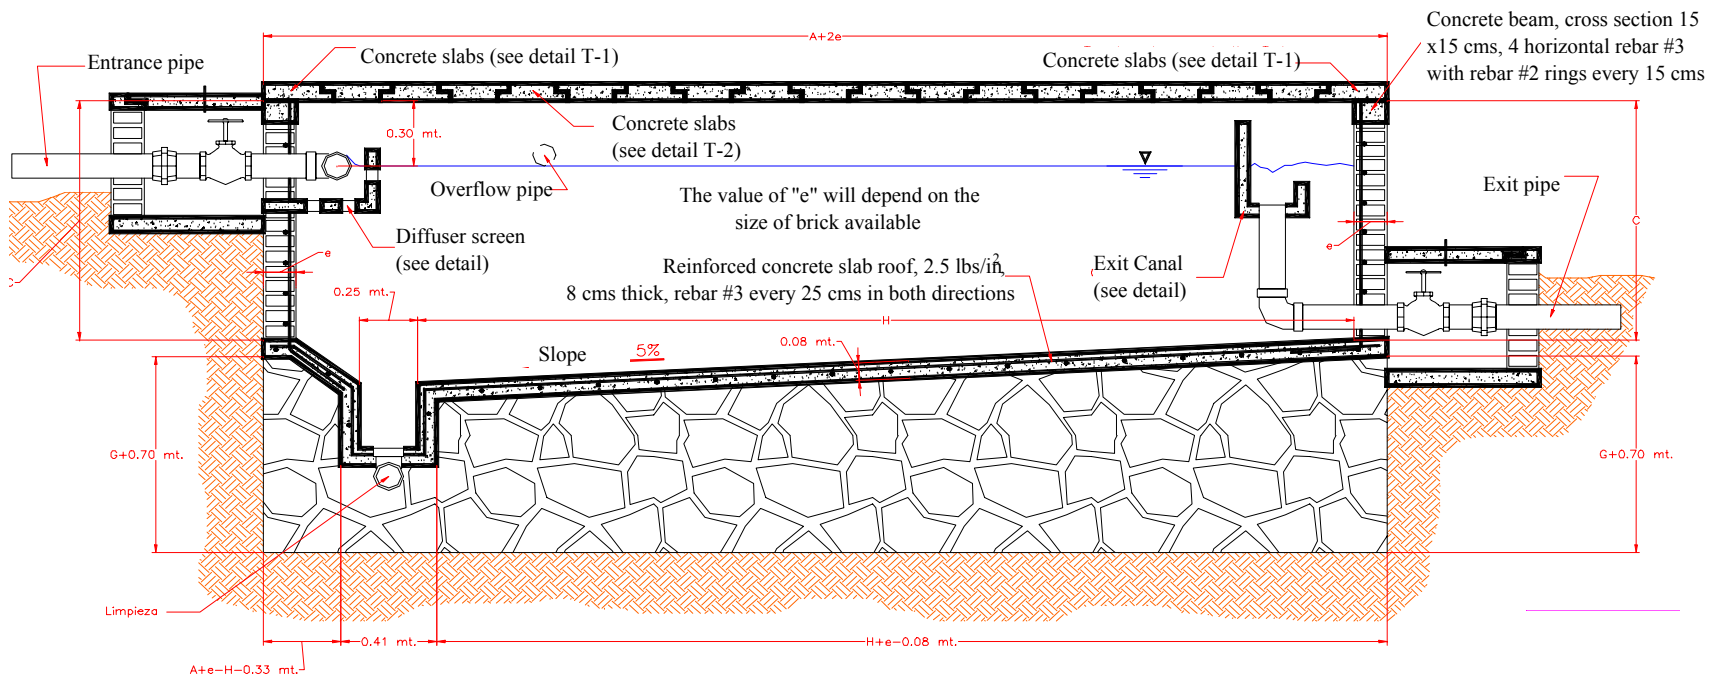 Concrete beam, cross section 15
x15 cms, 4 horizontal rebar #3
with rebar #2 rings every 15 cms
A+2e
Entrance pipe
Concrete slabs (see detail T-1)
Concrete slabs (see detail T-1)
0.30 mt.
Concrete slabs
(see detail T-2)
Overflow pipe
The value of "e" will depend on the
size of brick available
Exit pipe
C
Diffuser screen
(see detail)
e
e
C
Reinforced concrete slab roof, 2.5 lbs/in2,
8 cms thick, rebar #3 every 25 cms in both directions
Exit Canal
(see detail)
0.25 mt.
H
Slope 5%
0.08 mt.
G+0.70 mt.
G+0.70 mt.
Limpieza
0.41 mt.
H+e-0.08 mt.
A+e-H-0.33 mt.